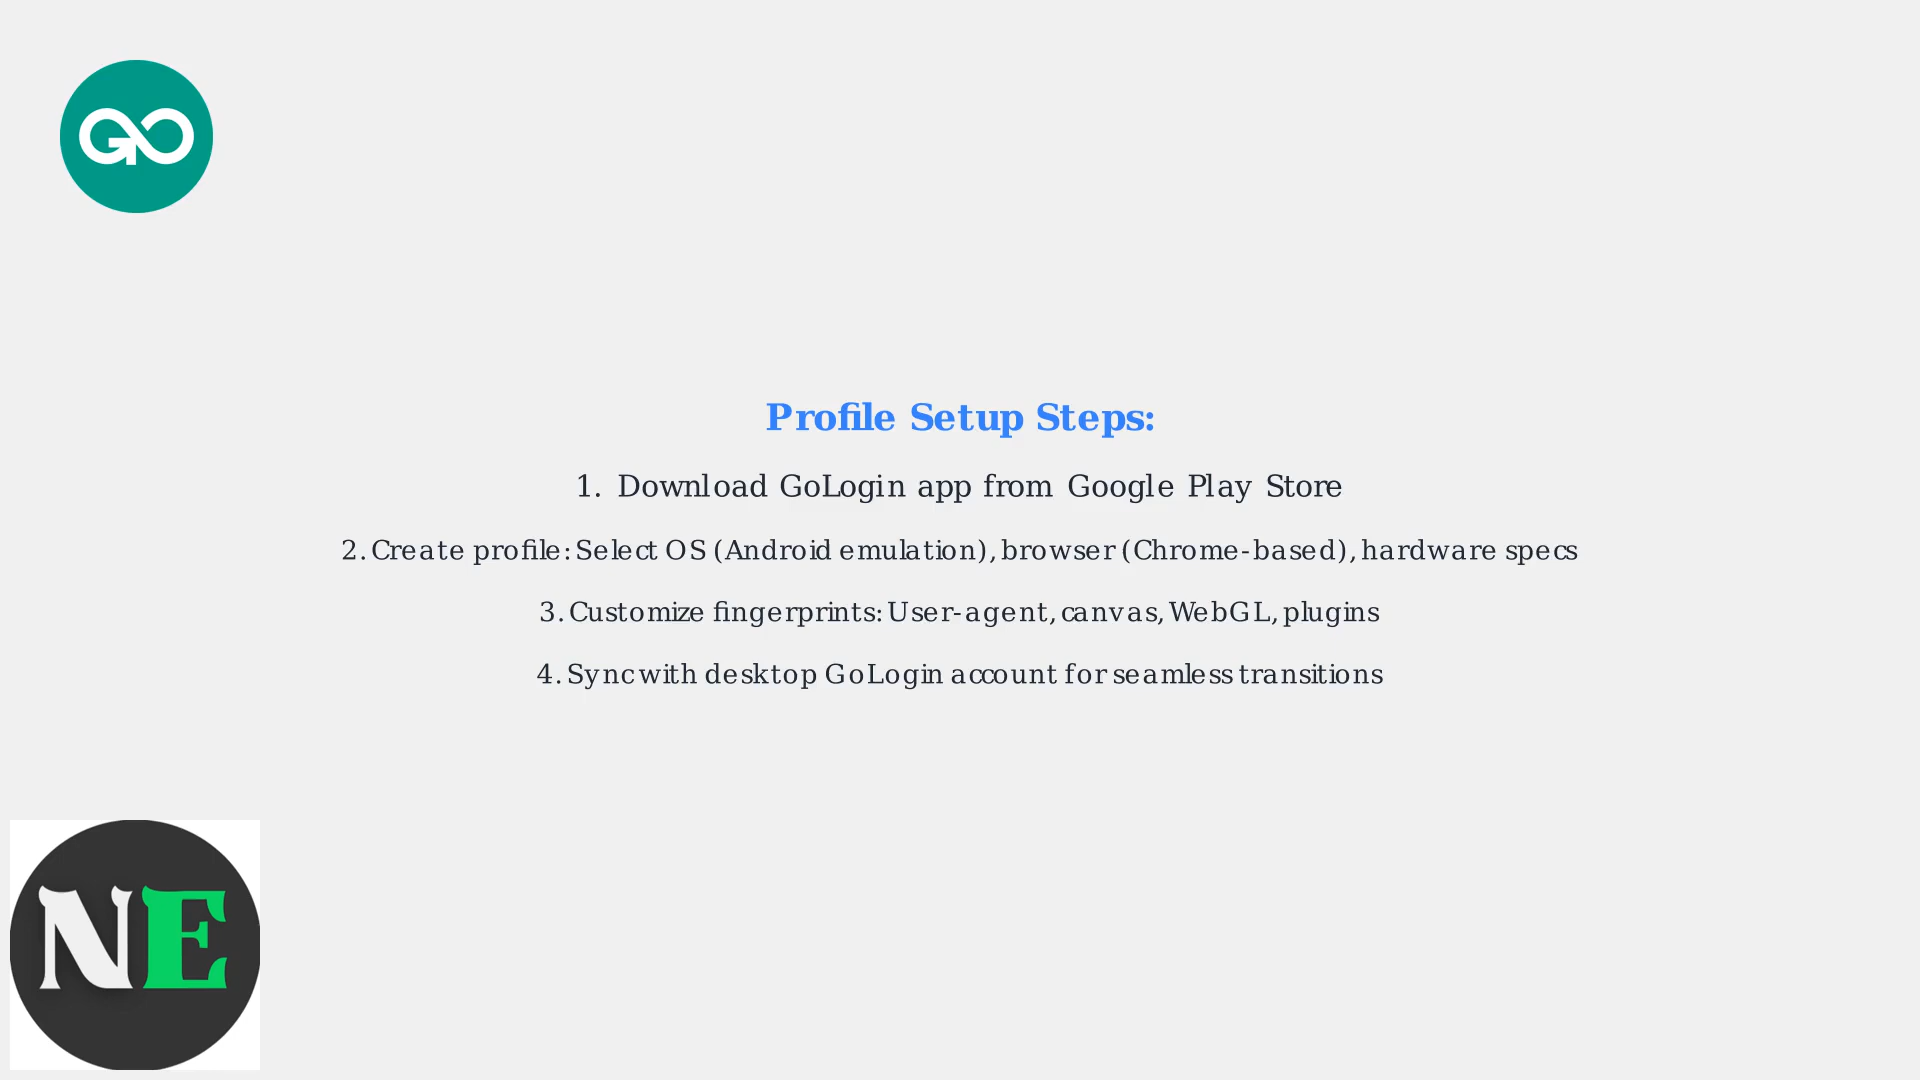 GO
Profile Setup Steps:
1. Download GoLogin app from Google Play Store
2. Create profile: Select OS (Android emulation), browser (Chrome-based), hardware specs
3. Customize fingerprints: User-agent, canvas, WebGL, plugins
4. Sync with desktop GoLogin account for seamless transitions
NE